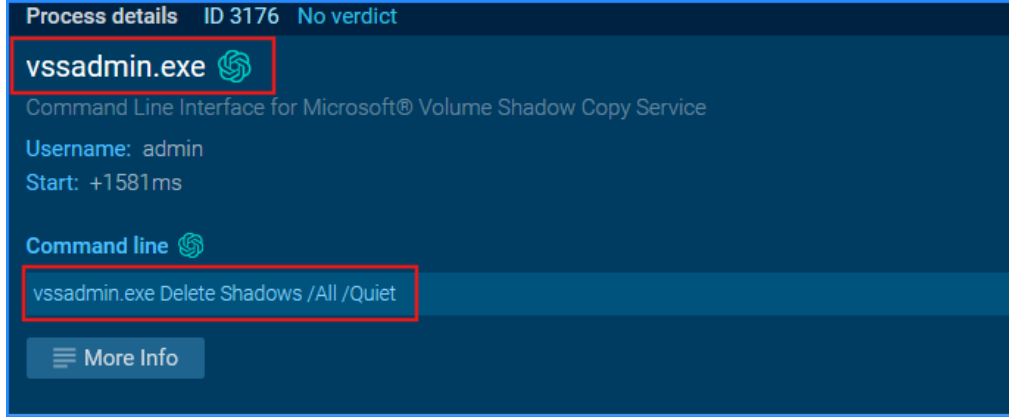 Process details ID 3176 No verdict
vssadmin.exe
Command Line Interface for Microsoft® Volume Shadow Copy Service
Username: admin
Start: +1581ms
Command line
vssadmin.exe Delete Shadows /All /Quiet
More Info